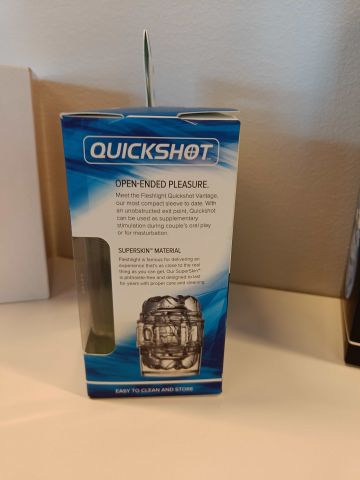 QUICKSHOT
OPEN-ENDED PLEASURE.
Meet the Fleshlight Quickshot Vantage,
our most compact sleeve to date. With
an unobstructed exit point, Quickshot
can be used as supplementary
stimulation during couple's oral play
or for masturbation.
SUPERSKIN™ MATERIAL
Fleshlight is famous for delivering an
experience that's as close to the real
thing as you can get. Our SuperSkin™
is phthalate-free and designed to last
for years with proper care and cleaning.
EASY TO CLEAN AND STORE